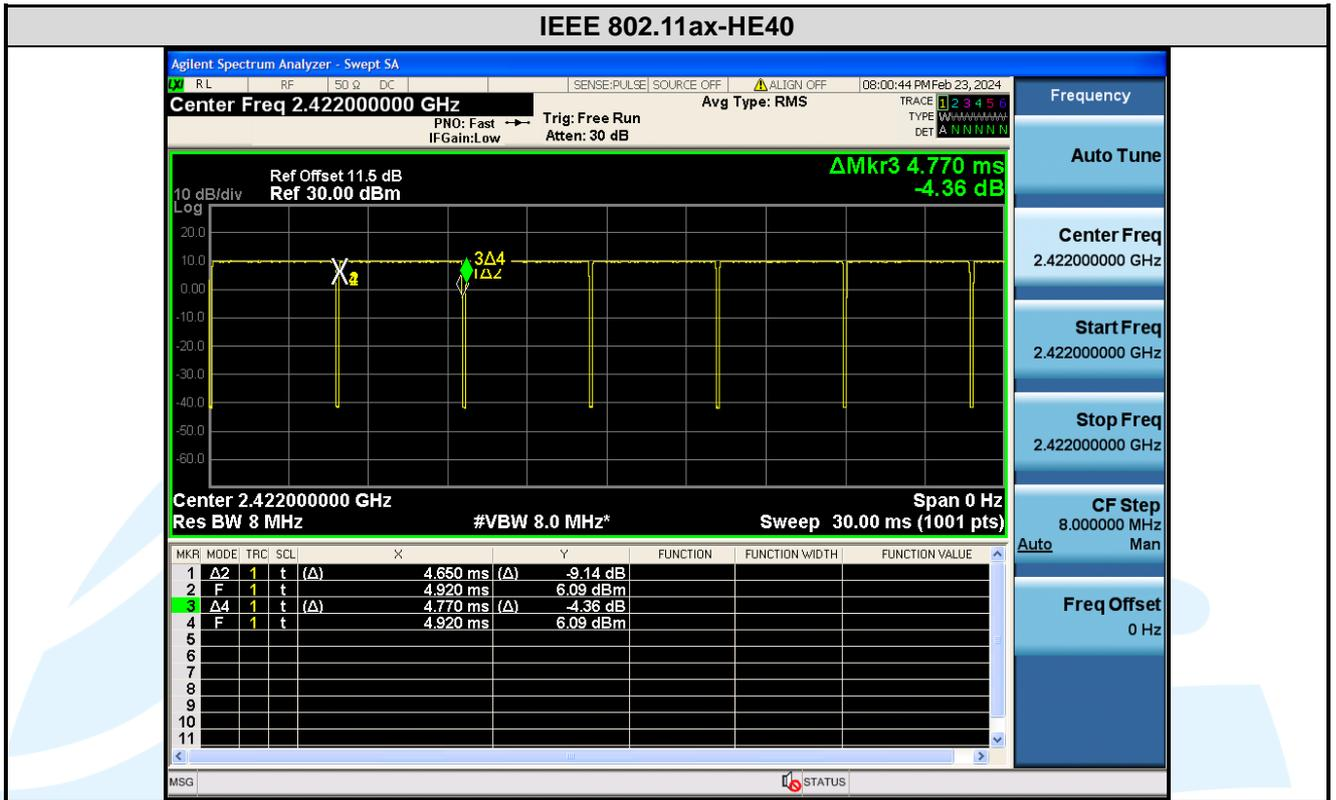 IEEE 802.11ax-HE40
Agilent Spectrum Analyzer - Swept SA
LXI RL RF 50 Ω DC SENSE:PULSE SOURCE OFF ALIGN OFF 08:00:44 PM Feb 23, 2024
Center Freq 2.422000000 GHz
PNO: Fast
IFGain:Low
Trig: Free Run
Atten: 30 dB
Avg Type: RMS
TRACE 1 2 3 4 5 6
TYPE
DET A N N N N N
ΔMkr3 4.770 ms
-4.36 dB
Ref Offset 11.5 dB
10 dB/div Ref 30.00 dBm
Log
20.0
10.0
0.00
-10.0
-20.0
-30.0
-40.0
-50.0
-60.0
3Δ4
1Δ2
Center 2.422000000 GHz Span 0 Hz
Res BW 8 MHz #VBW 8.0 MHz* Sweep 30.00 ms (1001 pts)
MKR MODE TRC SCL X Y FUNCTION FUNCTION WIDTH FUNCTION VALUE
1 Δ2 1 t (Δ) 4.650 ms (Δ) -9.14 dB
2 F 1 t 4.920 ms 6.09 dBm
3 Δ4 1 t (Δ) 4.770 ms (Δ) -4.36 dB
4 F 1 t 4.920 ms 6.09 dBm
5
6
7
8
9
10
11
MSG STATUS
Frequency
Auto Tune
Center Freq
2.422000000 GHz
Start Freq
2.422000000 GHz
Stop Freq
2.422000000 GHz
CF Step
8.000000 MHz
Auto Man
Freq Offset
0 Hz